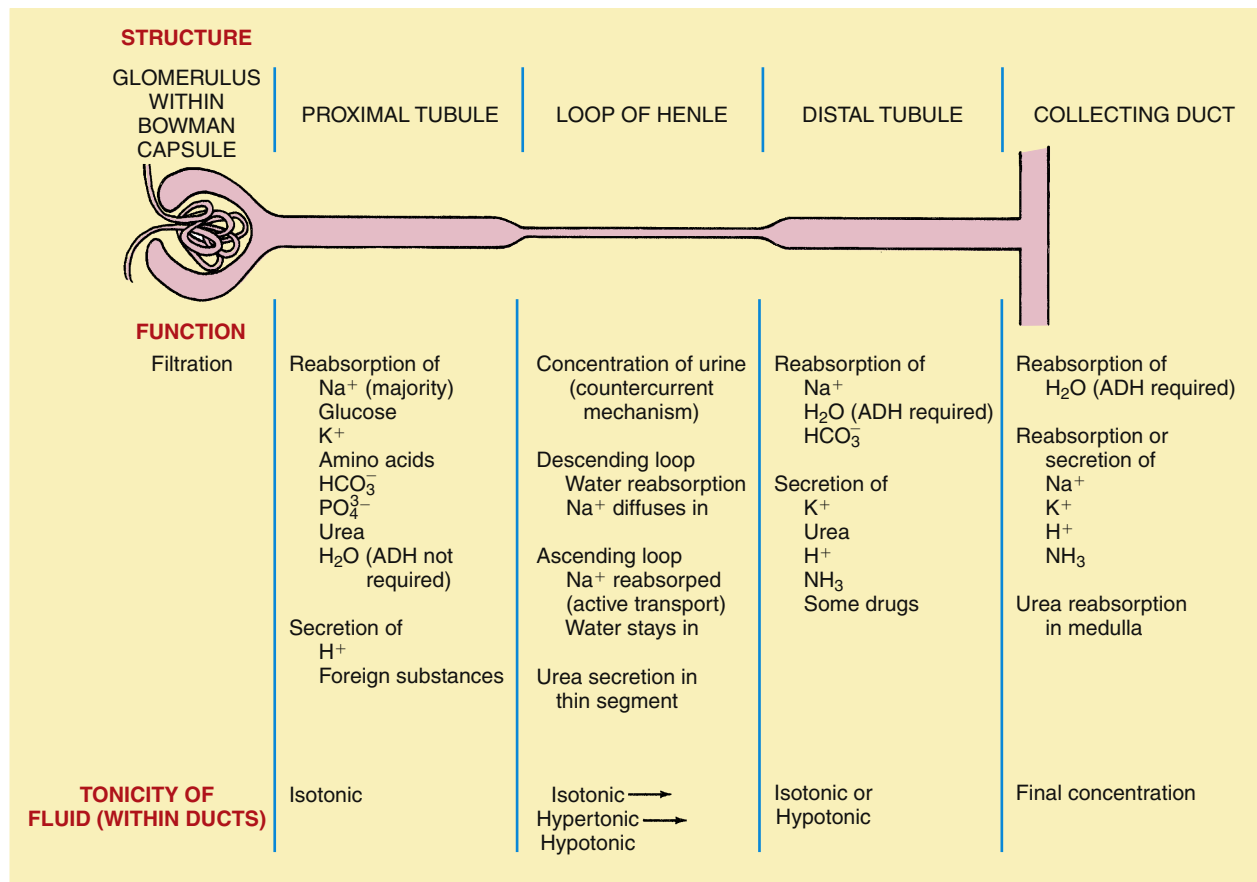 STRUCTURE
GLOMERULUS
WITHIN
BOWMAN
CAPSULE
PROXIMAL TUBULE
LOOP OF HENLE
DISTAL TUBULE
COLLECTING DUCT
FUNCTION
Filtration
Reabsorption of
Na⁺ (majority)
Glucose
K⁺
Amino acids
HCO₃⁻
PO₄³⁻
Urea
H₂O (ADH not
required)
Secretion of
H⁺
Foreign substances
Concentration of urine
(countercurrent
mechanism)
Descending loop
Water reabsorption
Na⁺ diffuses in
Ascending loop
Na⁺ reabsorped
(active transport)
Water stays in
Urea secretion in
thin segment
Reabsorption of
Na⁺
H₂O (ADH required)
HCO₃⁻
Secretion of
K⁺
Urea
H⁺
NH₃
Some drugs
Reabsorption of
H₂O (ADH required)
Reabsorption or
secretion of
Na⁺
K⁺
H⁺
NH₃
Urea reabsorption
in medulla
TONICITY OF
FLUID (WITHIN DUCTS)
Isotonic
Isotonic →
Hypertonic →
Hypotonic
Isotonic or
Hypotonic
Final concentration